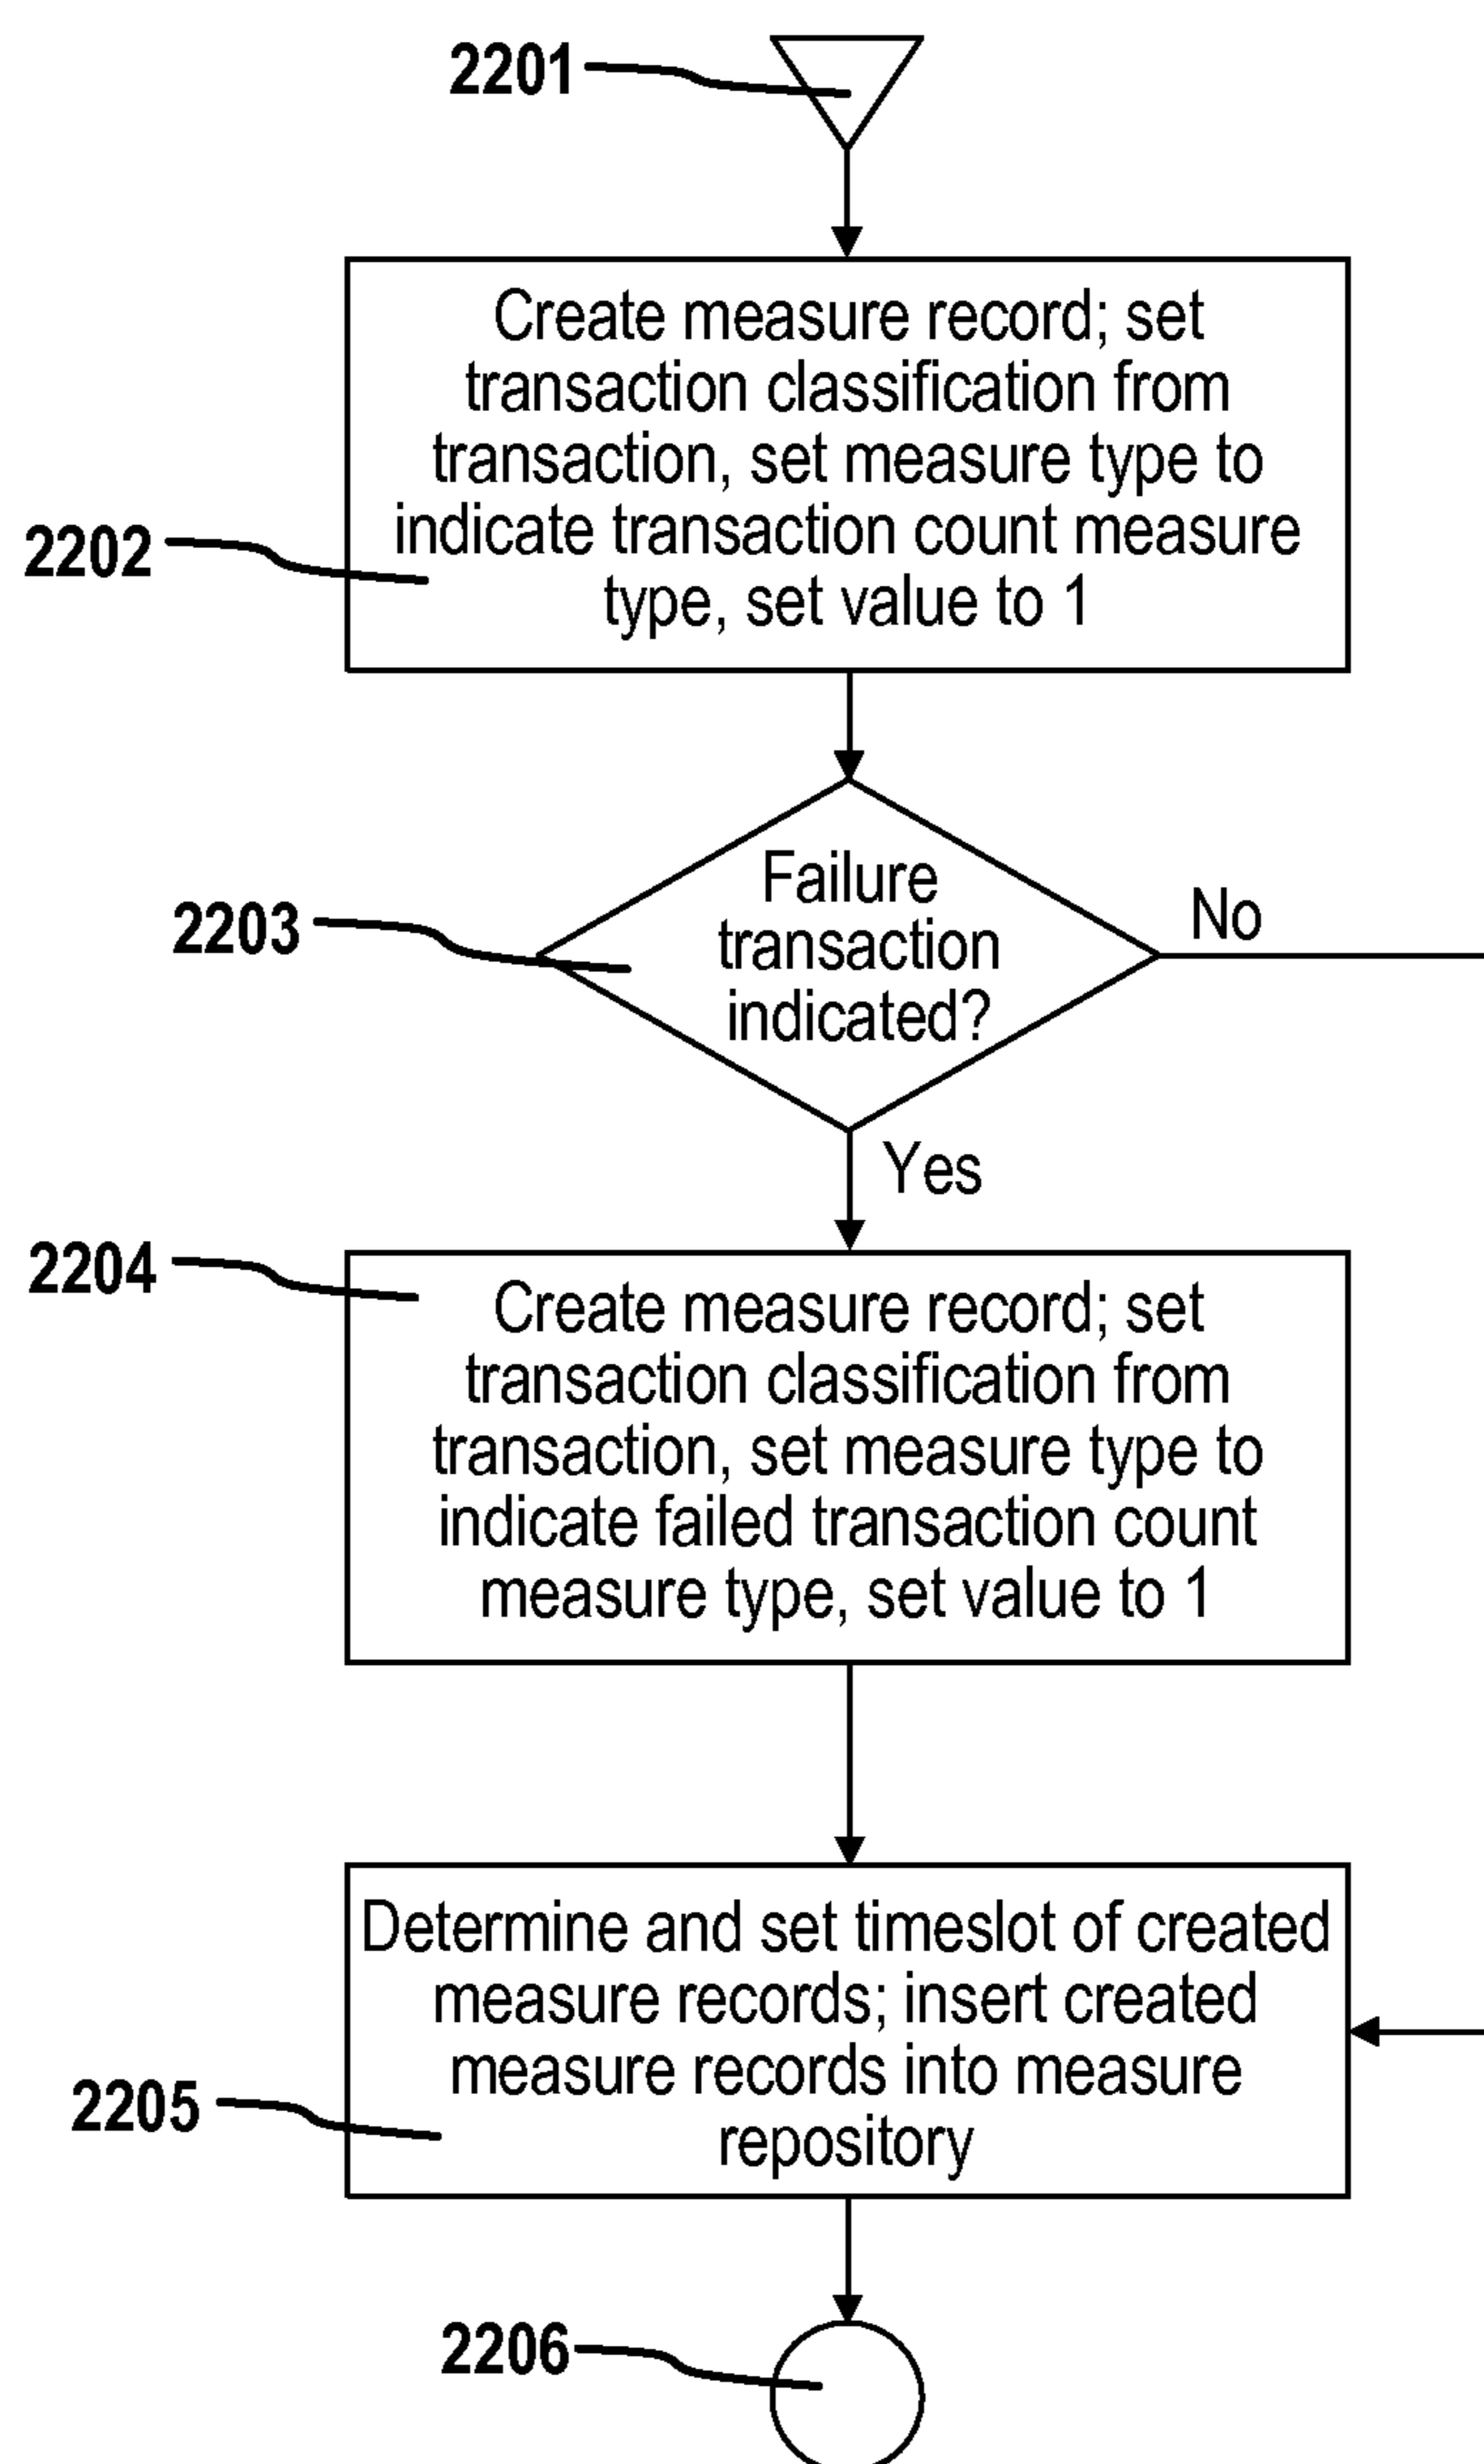 2201
Create measure record; set
transaction classification from
transaction, set measure type to
indicate transaction count measure
type, set value to 1
2202
Failure
transaction
indicated?
2203
No
Yes
2204
Create measure record; set
transaction classification from
transaction, set measure type to
indicate failed transaction count
measure type, set value to 1
Determine and set timeslot of created
measure records; insert created
measure records into measure
repository
2205
2206